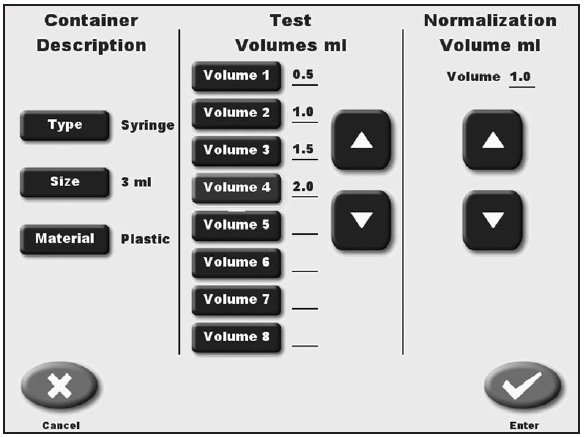 Container
Description
Type Syringe
Size 3 ml
Material Plastic
Test
Volumes ml
Volume 1 0.5
Volume 2 1.0
Volume 3 1.5
Volume 4 2.0
Volume 5
Volume 6
Volume 7
Volume 8
Normalization
Volume ml
Volume 1.0
Cancel
Enter